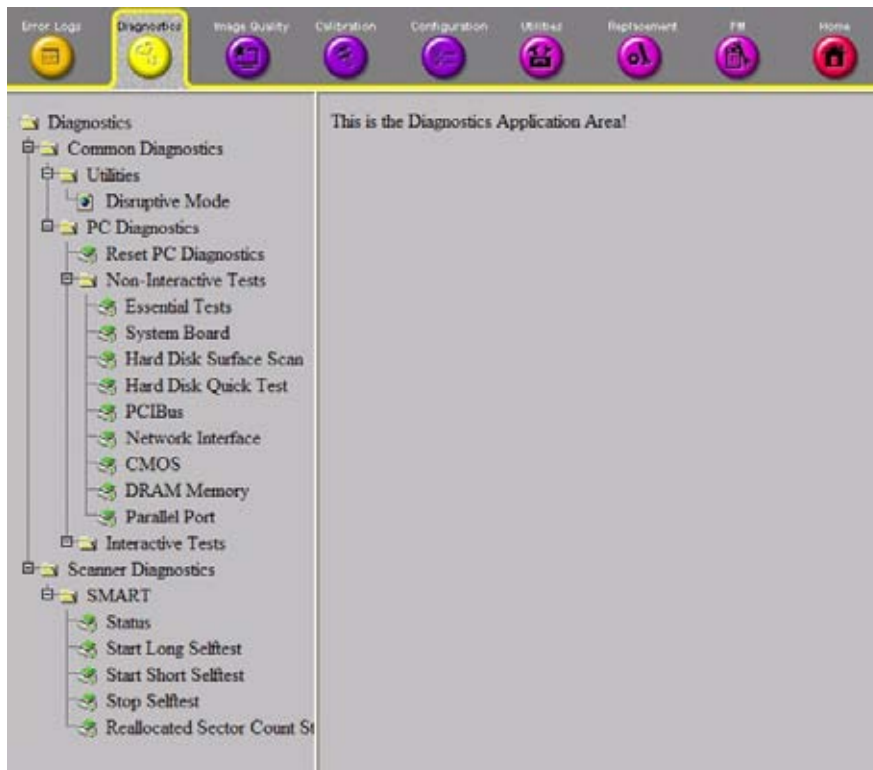 Error Logs
Diagnostics
Image Quality
Calibration
Configuration
Utilities
Replacement
PM
Home
Diagnostics
Common Diagnostics
Utilities
Disruptive Mode
PC Diagnostics
Reset PC Diagnostics
Non-Interactive Tests
Essential Tests
System Board
Hard Disk Surface Scan
Hard Disk Quick Test
PCIBus
Network Interface
CMOS
DRAM Memory
Parallel Port
Interactive Tests
Scanner Diagnostics
SMART
Status
Start Long Selftest
Start Short Selftest
Stop Selftest
Reallocated Sector Count St
This is the Diagnostics Application Area!